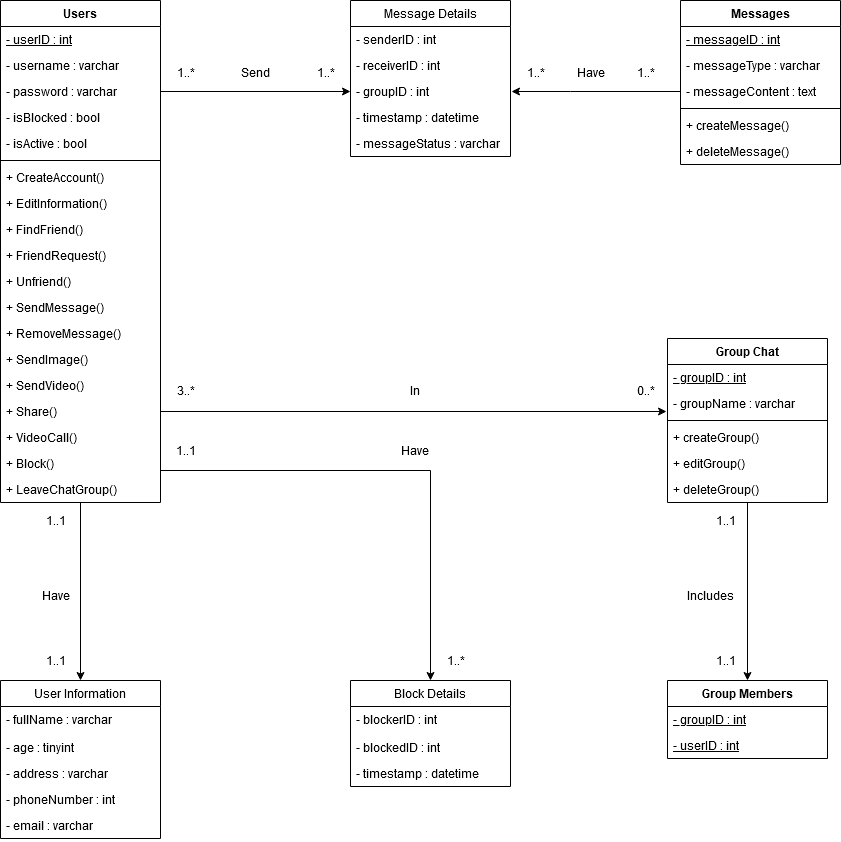 Users
- userID : int
- username : varchar
- password : varchar
- isBlocked : bool
- isActive : bool
+ CreateAccount()
+ EditInformation()
+ FindFriend()
+ FriendRequest()
+ Unfriend()
+ SendMessage()
+ RemoveMessage()
+ SendImage()
+ SendVideo()
+ Share()
+ VideoCall()
+ Block()
+ LeaveChatGroup()
1..* Send 1..*
Message Details
- senderID : int
- receiverID : int
- groupID : int
- timestamp : datetime
- messageStatus : varchar
1..* Have 1..*
Messages
- messageID : int
- messageType : varchar
- messageContent : text
+ createMessage()
+ deleteMessage()
3..* In 0..*
Group Chat
- groupID : int
- groupName : varchar
+ createGroup()
+ editGroup()
+ deleteGroup()
1..1 Have
1..*
1..1
Have
1..1
1..1
Includes
1..1
User Information
- fullName : varchar
- age : tinyint
- address : varchar
- phoneNumber : int
- email : varchar
Block Details
- blockerID : int
- blockedID : int
- timestamp : datetime
Group Members
- groupID : int
- userID : int